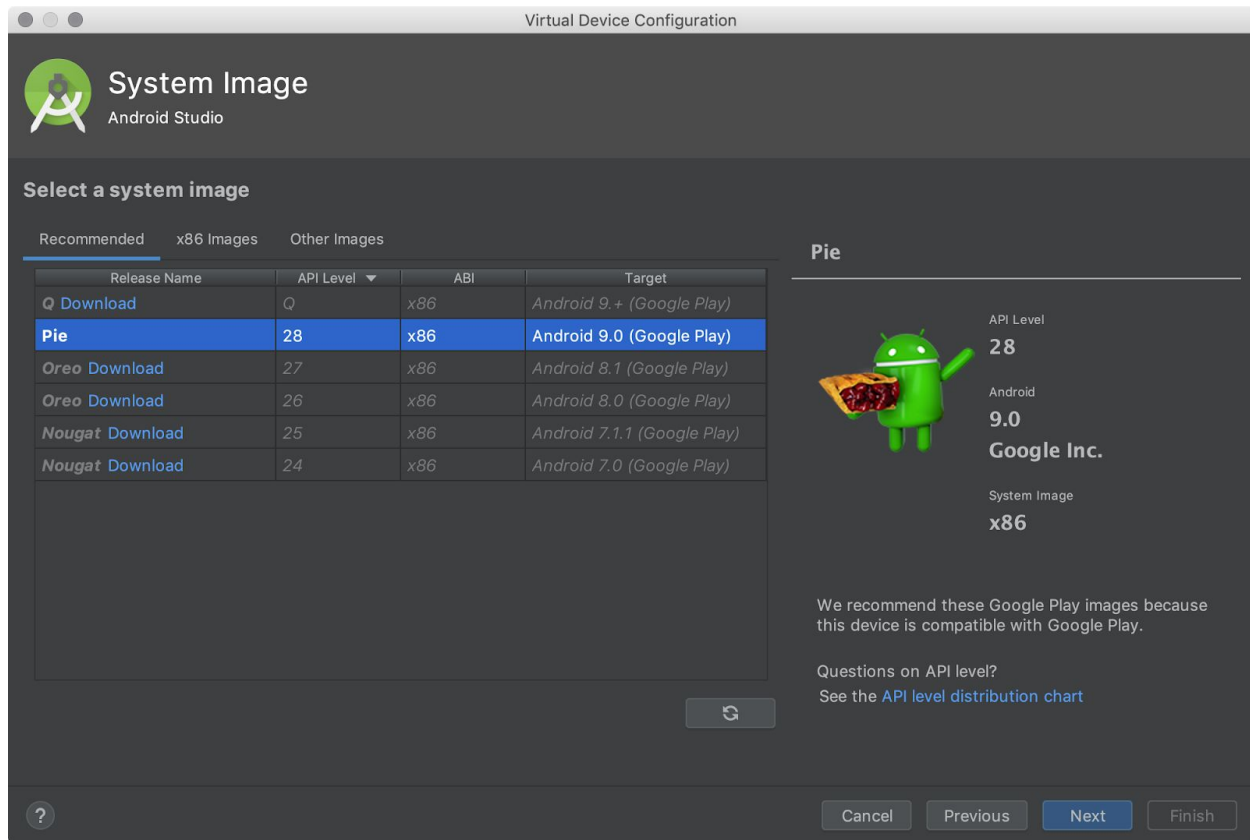 Virtual Device Configuration
System Image
Android Studio
Select a system image
Recommended x86 Images Other Images
Release Name API Level ABI Target
Q Download Q x86 Android 9.+ (Google Play)
Pie 28 x86 Android 9.0 (Google Play)
Oreo Download 27 x86 Android 8.1 (Google Play)
Oreo Download 26 x86 Android 8.0 (Google Play)
Nougat Download 25 x86 Android 7.1.1 (Google Play)
Nougat Download 24 x86 Android 7.0 (Google Play)
Pie
API Level
28
Android
9.0
Google Inc.
System Image
x86
We recommend these Google Play images because
this device is compatible with Google Play.
Questions on API level?
See the API level distribution chart
? Cancel Previous Next Finish